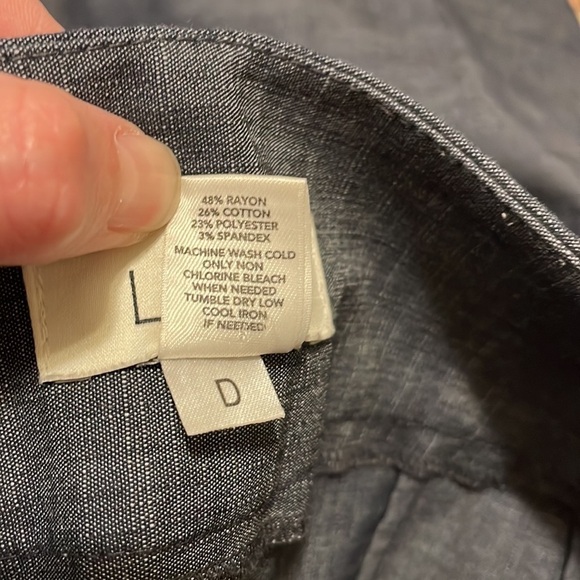 48% RAYON
26% COTTON
23% POLYESTER
3% SPANDEX
MACHINE WASH COLD
ONLY NON
CHLORINE BLEACH
WHEN NEEDED
TUMBLE DRY LOW
COOL IRON
IF NEEDED
L
D